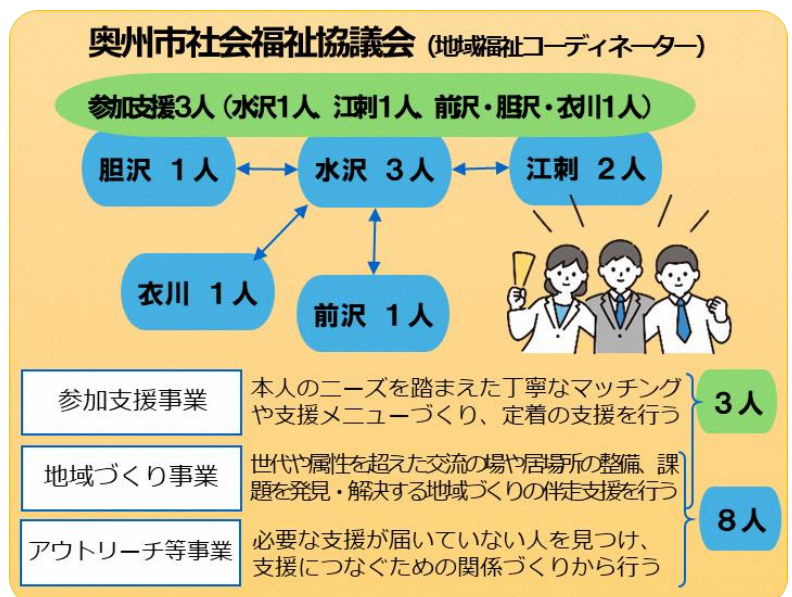 奥州市社会福祉協議会（地域福祉コーディネーター）
参加支援3人（水沢1人、江刺1人、前沢・胆沢・衣川1人）
胆沢 1人
水沢 3人
江刺 2人
衣川 1人
前沢 1人
参加支援事業
本人のニーズを踏まえた丁寧なマッチング
や支援メニューづくり、定着の支援を行う
3人
地域づくり事業
世代や属性を超えた交流の場や居場所の整備、課
題を発見・解決する地域づくりの伴走支援を行う
8人
アウトリーチ等事業
必要な支援が届いていない人を見つけ、
支援につなぐための関係づくりから行う